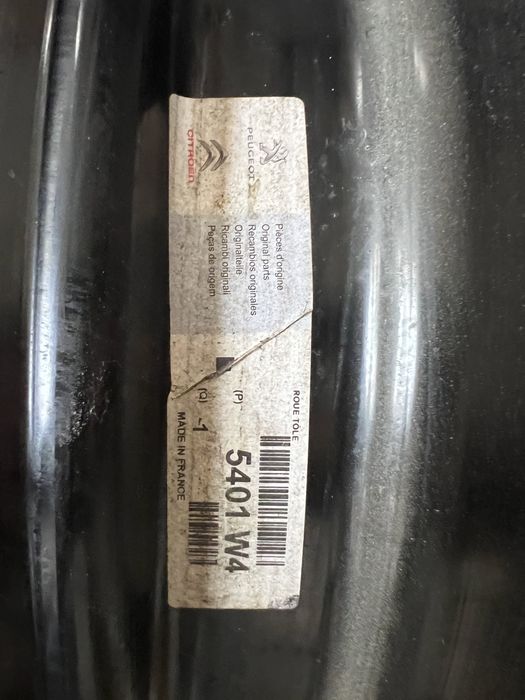 PEUGEOT
CITROËN
Pièces d'origine
Original parts
Recambios originales
Originalteile
Ricambi originali
Peças de origem
ROUE TÔLE
(P) 5401 W4
(Q) 1
MADE IN FRANCE